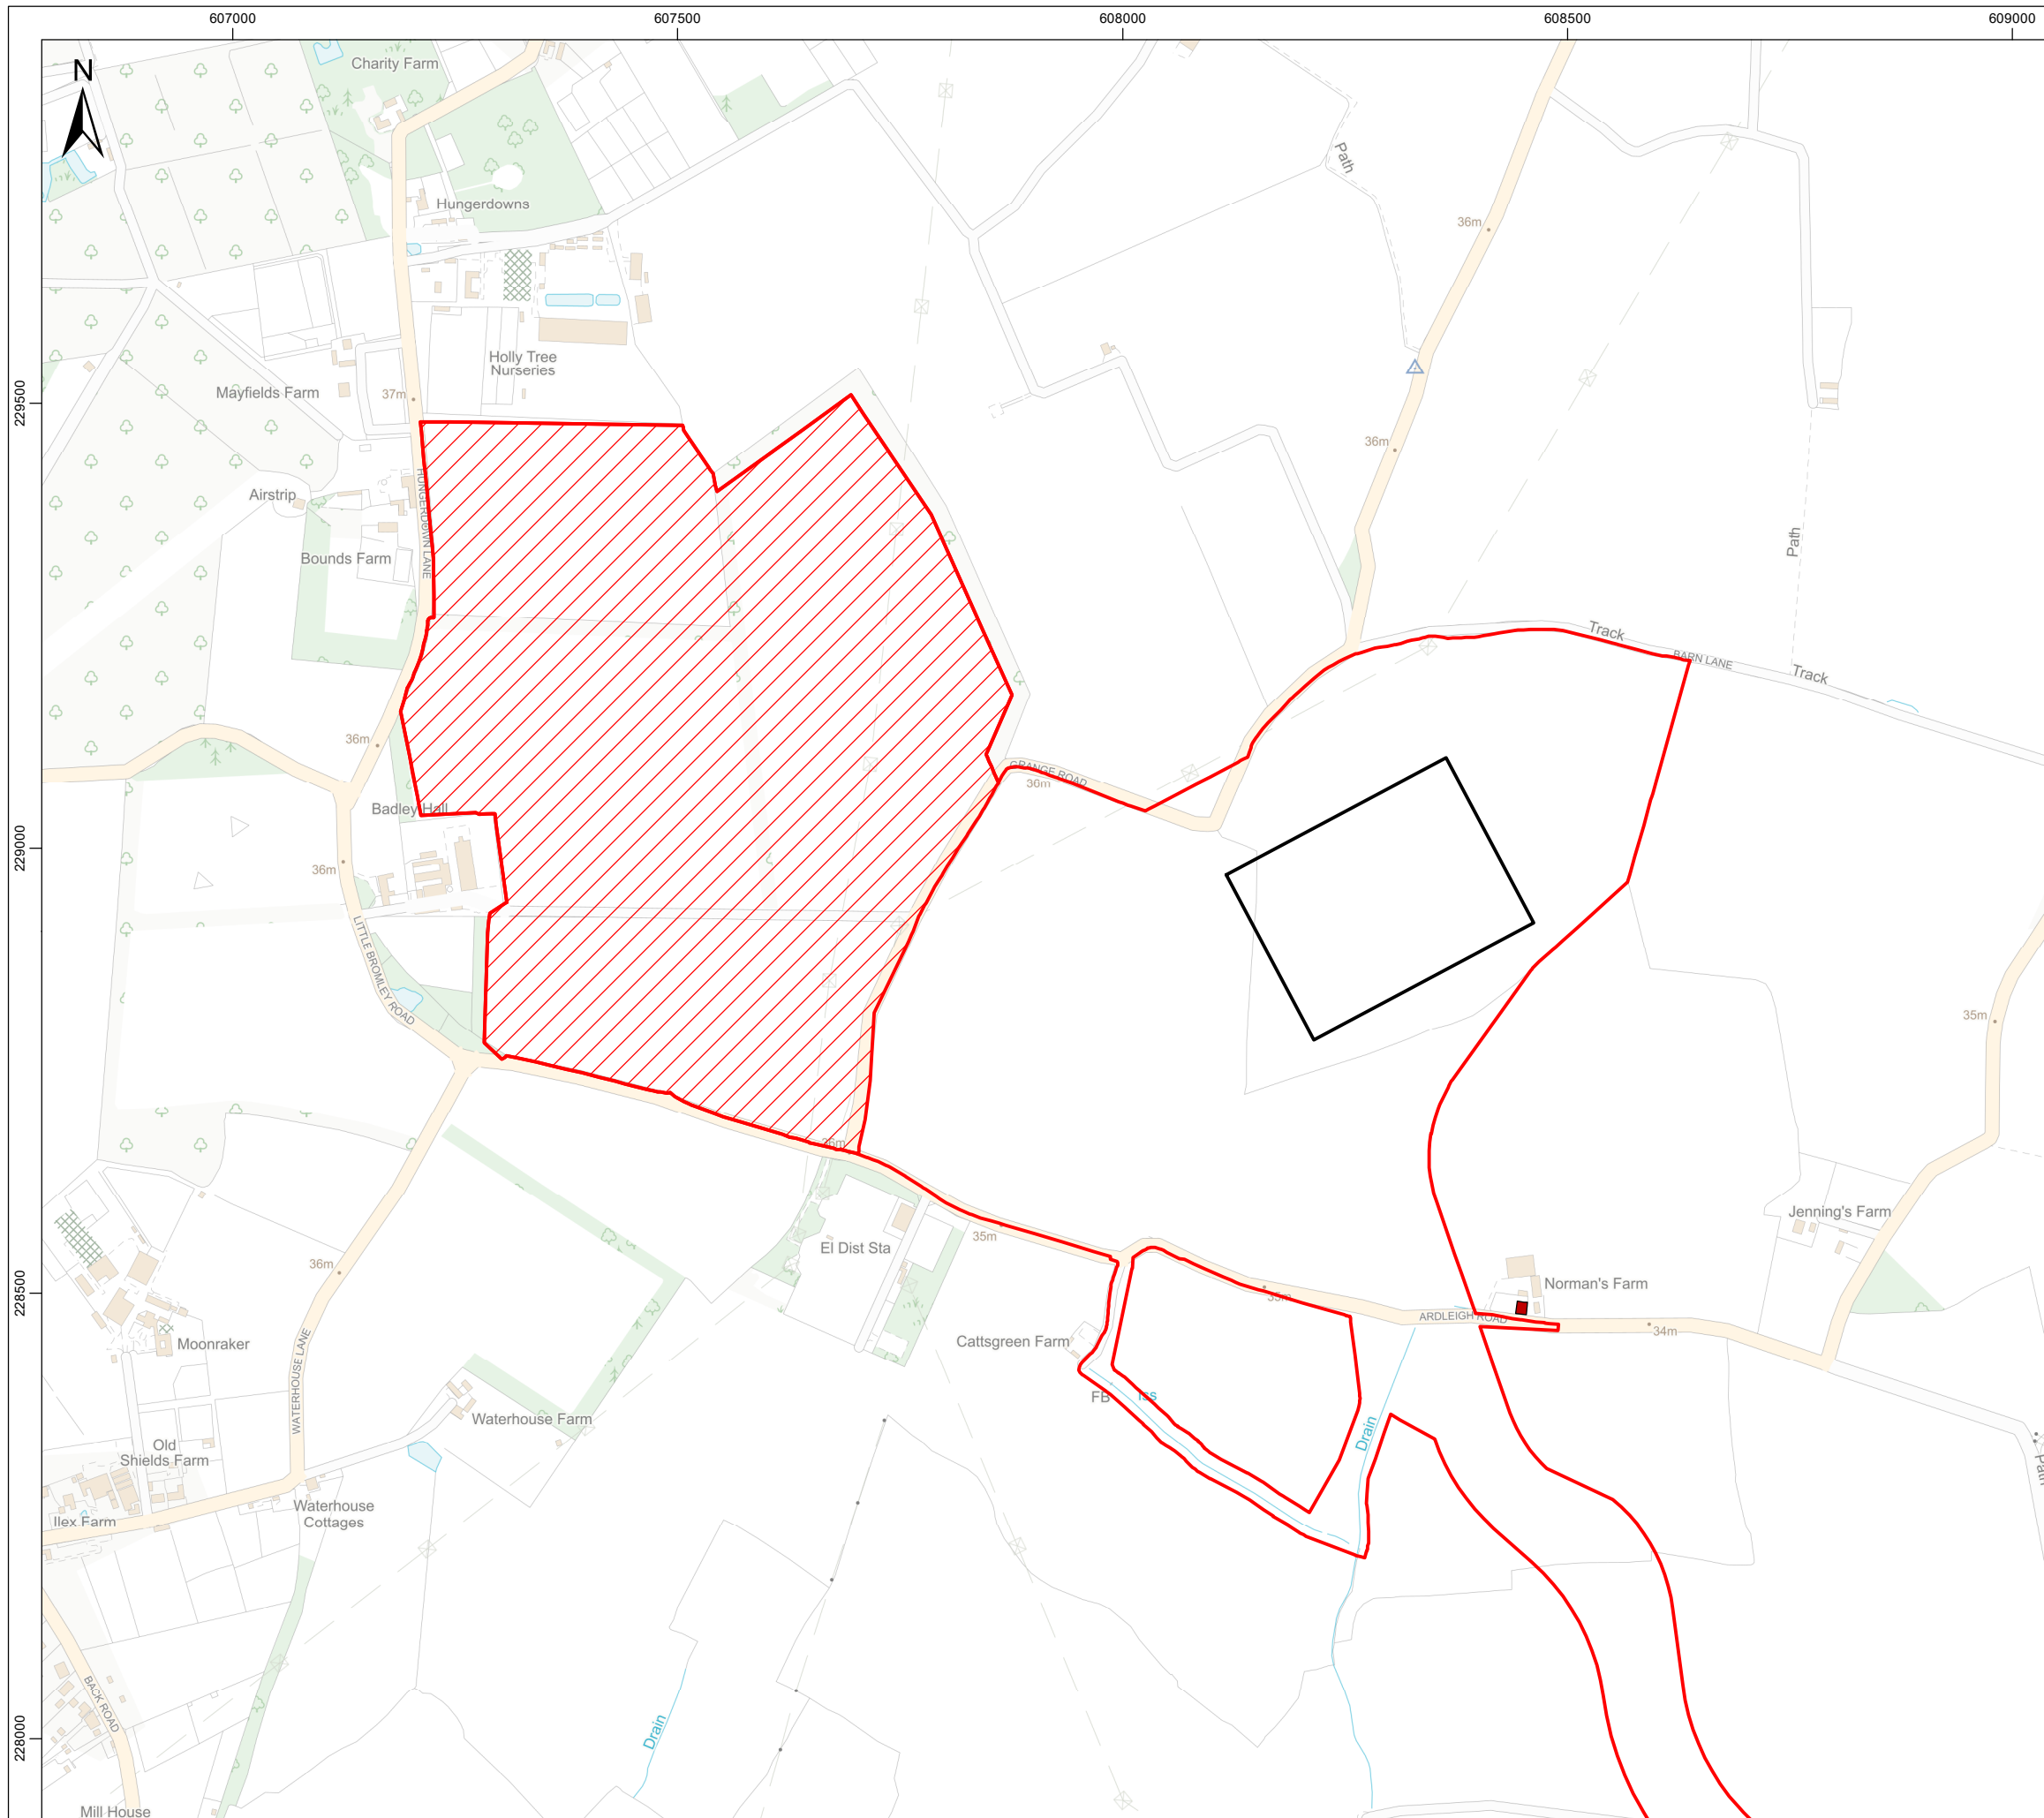 607000
607500
608000
608500
609000
N
Charity Farm
Path
Hungerdowns
36m
229500
Holly Tree
Nurseries
Mayfields Farm
37m
36m
Airstrip
HUNGERDOWN LANE
Bounds Farm
Path
Track
BARN LANE
Track
36m
GRANGE ROAD
36m
Badley Hall
229000
36m
LITTLE BROMLEY ROAD
35m
36m
Jenning's Farm
35m
El Dist Sta
36m
228500
Norman's Farm
35m
ARDLEIGH ROAD
34m
Cattsgreen Farm
Moonraker
WATERHOUSE LANE
FB
Iss
Waterhouse Farm
Drain
Old
Shields Farm
Path
Waterhouse
Cottages
Ilex Farm
BACK ROAD
Drain
228000
Mill House